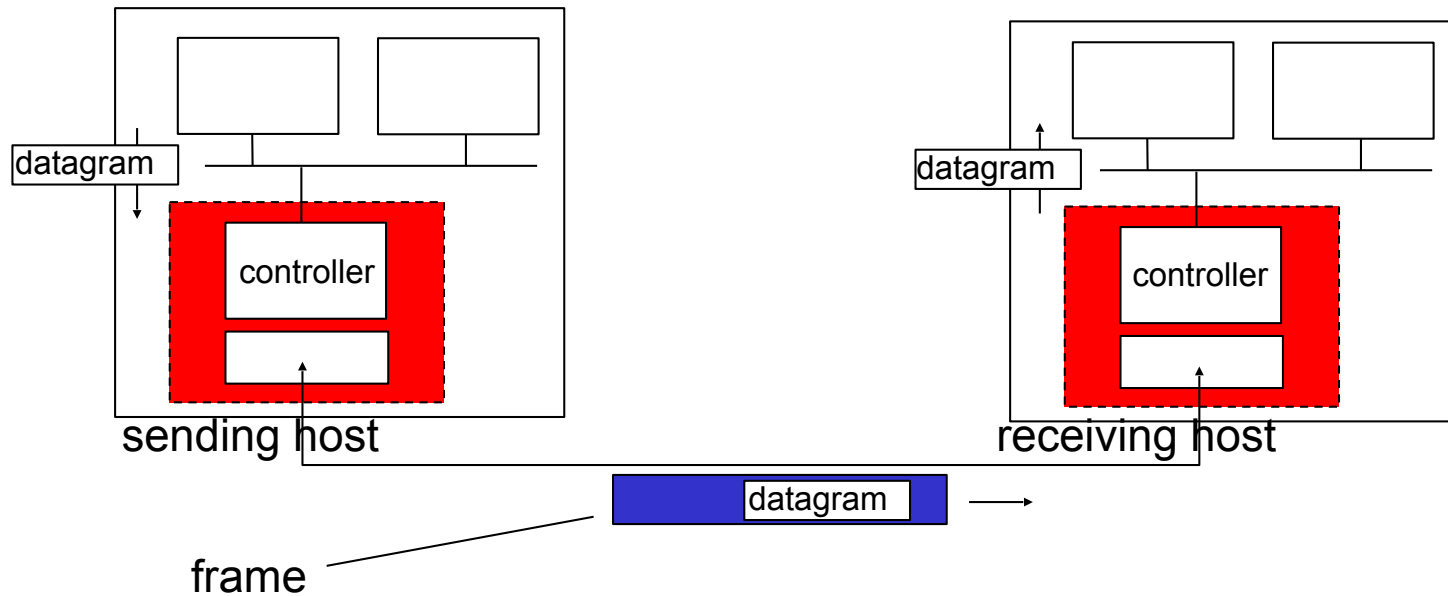 datagram
controller
sending host
datagram
controller
receiving host
datagram
frame